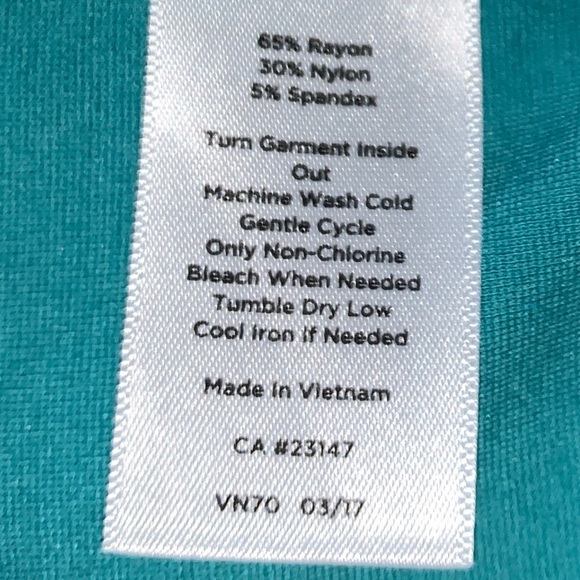 65% Rayon
30% Nylon
5% Spandex
Turn Garment Inside
Out
Machine Wash Cold
Gentle Cycle
Only Non-Chlorine
Bleach When Needed
Tumble Dry Low
Cool Iron If Needed
Made In Vietnam
CA #23147
VN70 03/17